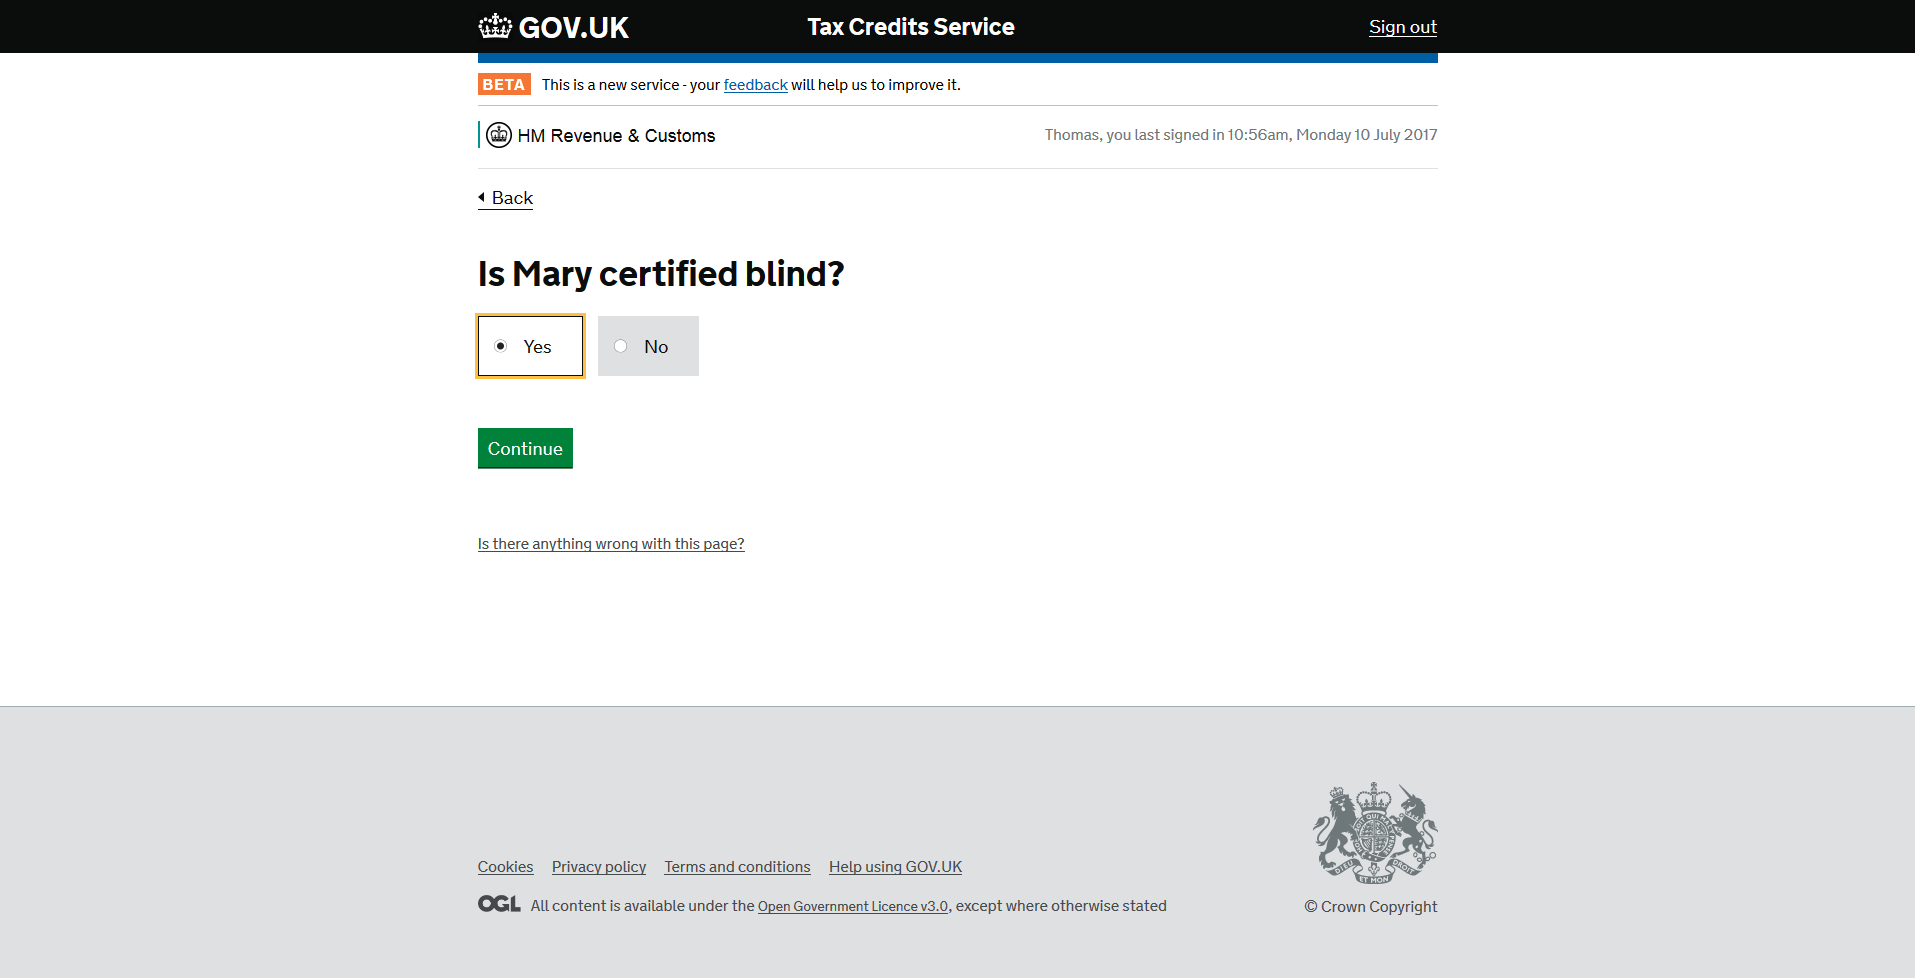 GOV.UK
Tax Credits Service
Sign out
BETA This is a new service - your feedback will help us to improve it.
HM Revenue & Customs
Thomas, you last signed in 10:56am, Monday 10 July 2017
Back
Is Mary certified blind?
Yes
No
Continue
Is there anything wrong with this page?
Cookies Privacy policy Terms and conditions Help using GOV.UK
OGL All content is available under the Open Government Licence v3.0, except where otherwise stated
DIEU ET MON DROIT
© Crown Copyright